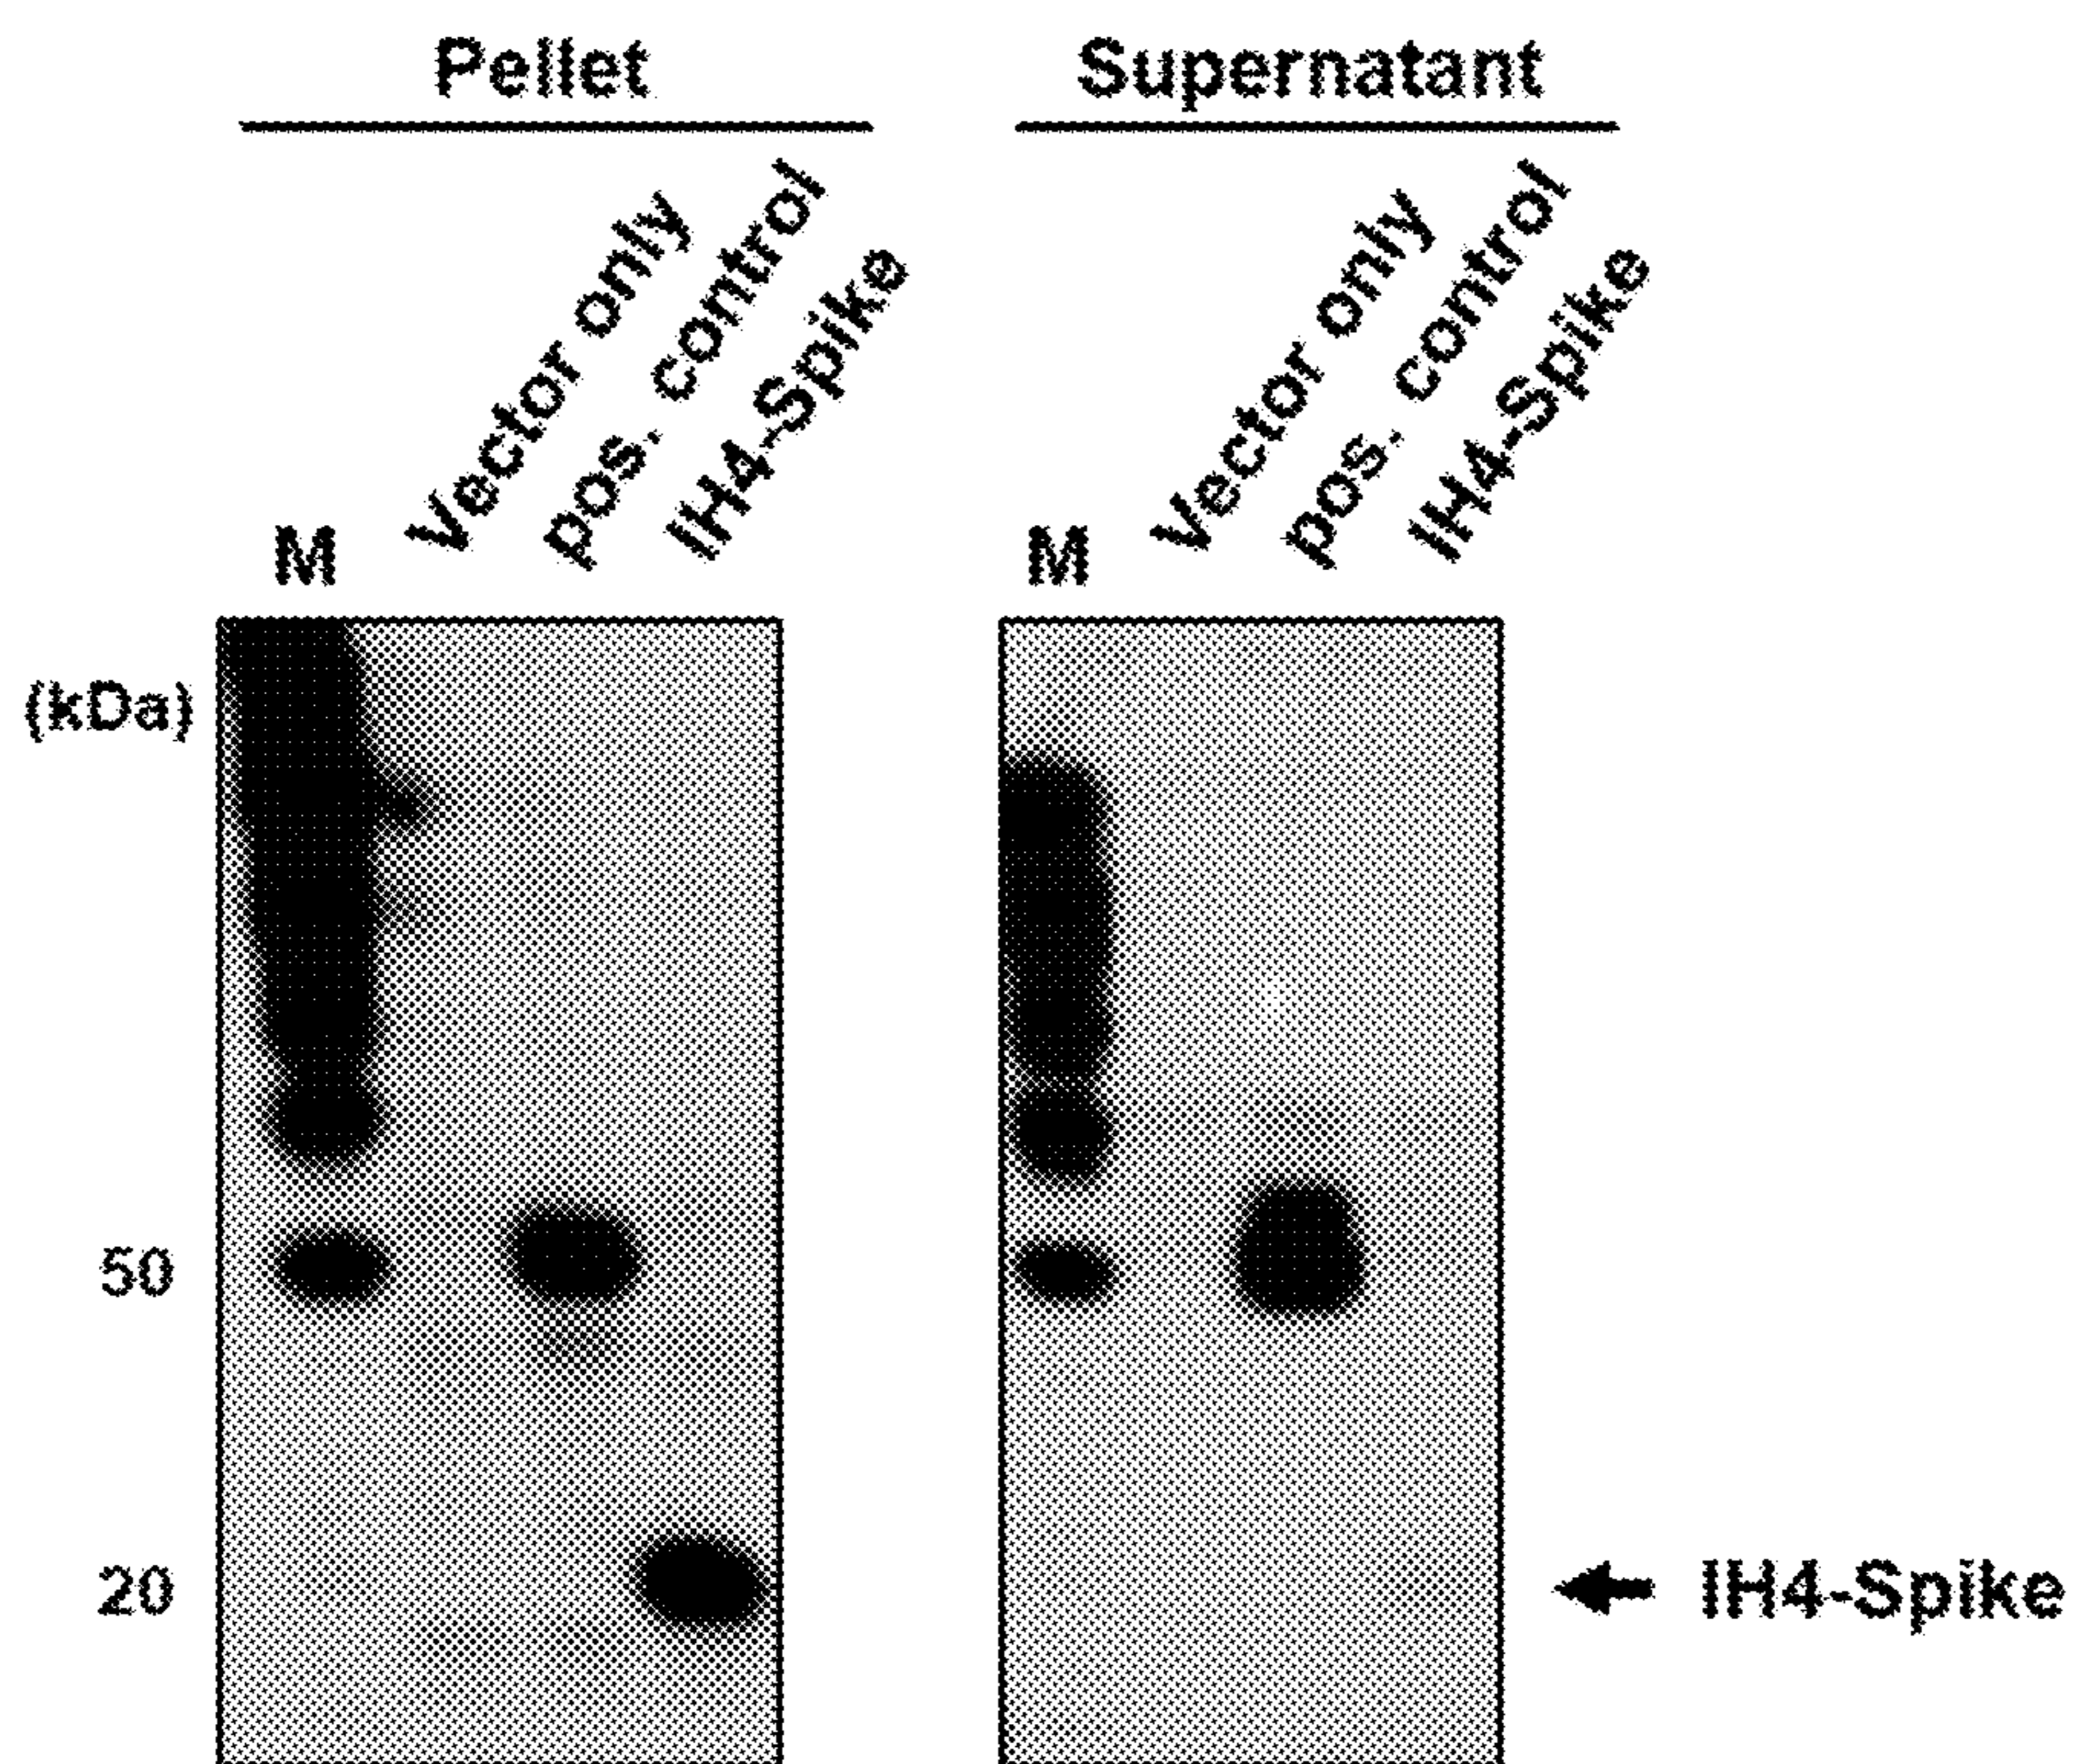 Pellet
Supernatant
Vector only
pos. control
IH4-Spike
Vector only
pos. control
IH4-Spike
M
M
(kDa)
50
20
IH4-Spike